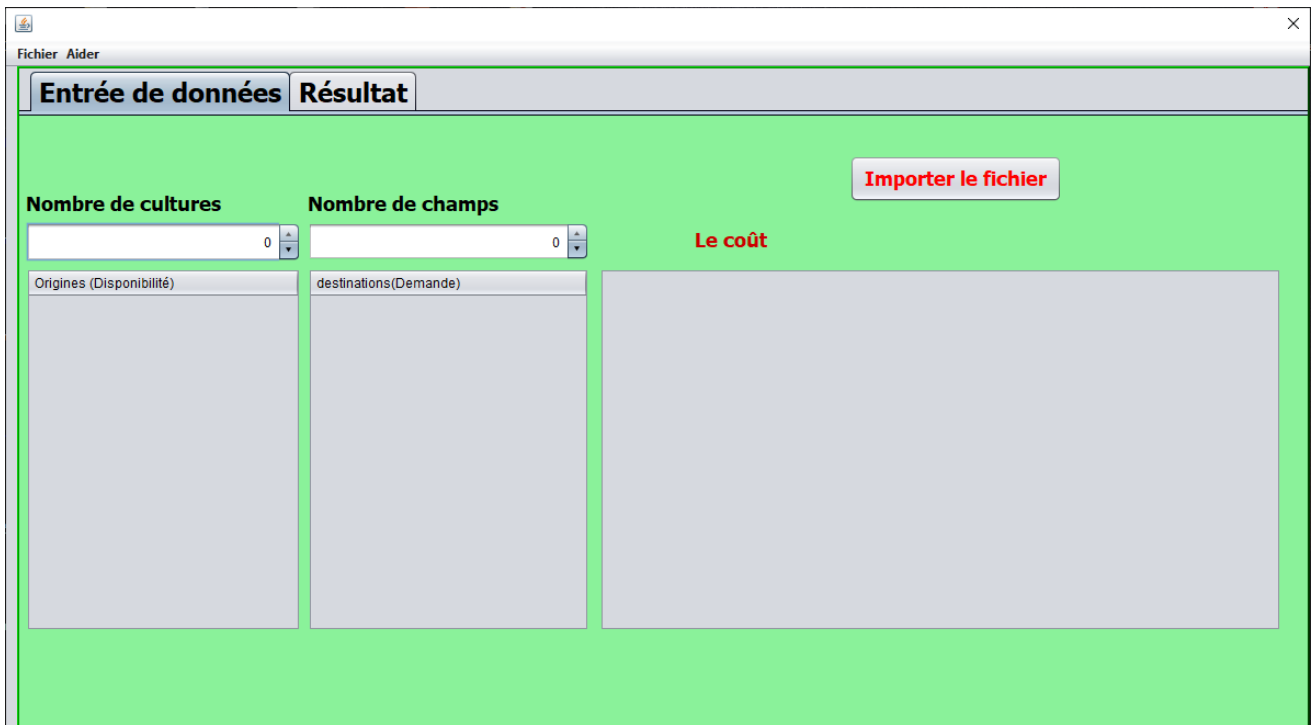 Fichier Aider
Entrée de données Résultat
Importer le fichier
Nombre de cultures Nombre de champs
0 0 Le coût
Origines (Disponibilité) destinations(Demande)